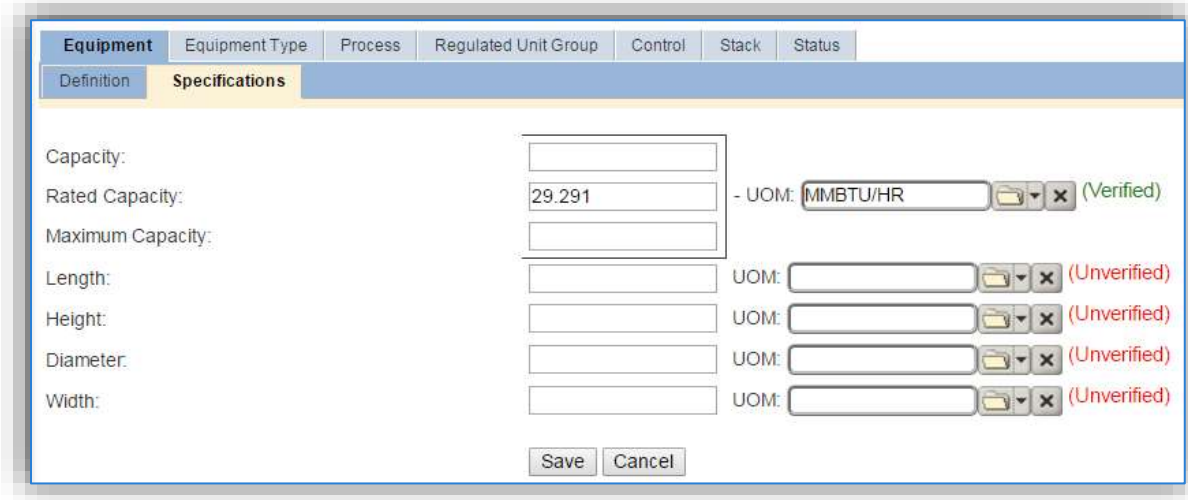 Equipment Equipment Type Process Regulated Unit Group Control Stack Status
Definition Specifications
Capacity:
Rated Capacity: 29.291 - UOM: MMBTU/HR (Verified)
Maximum Capacity:
Length: UOM: (Unverified)
Height: UOM: (Unverified)
Diameter: UOM: (Unverified)
Width: UOM: (Unverified)
Save Cancel